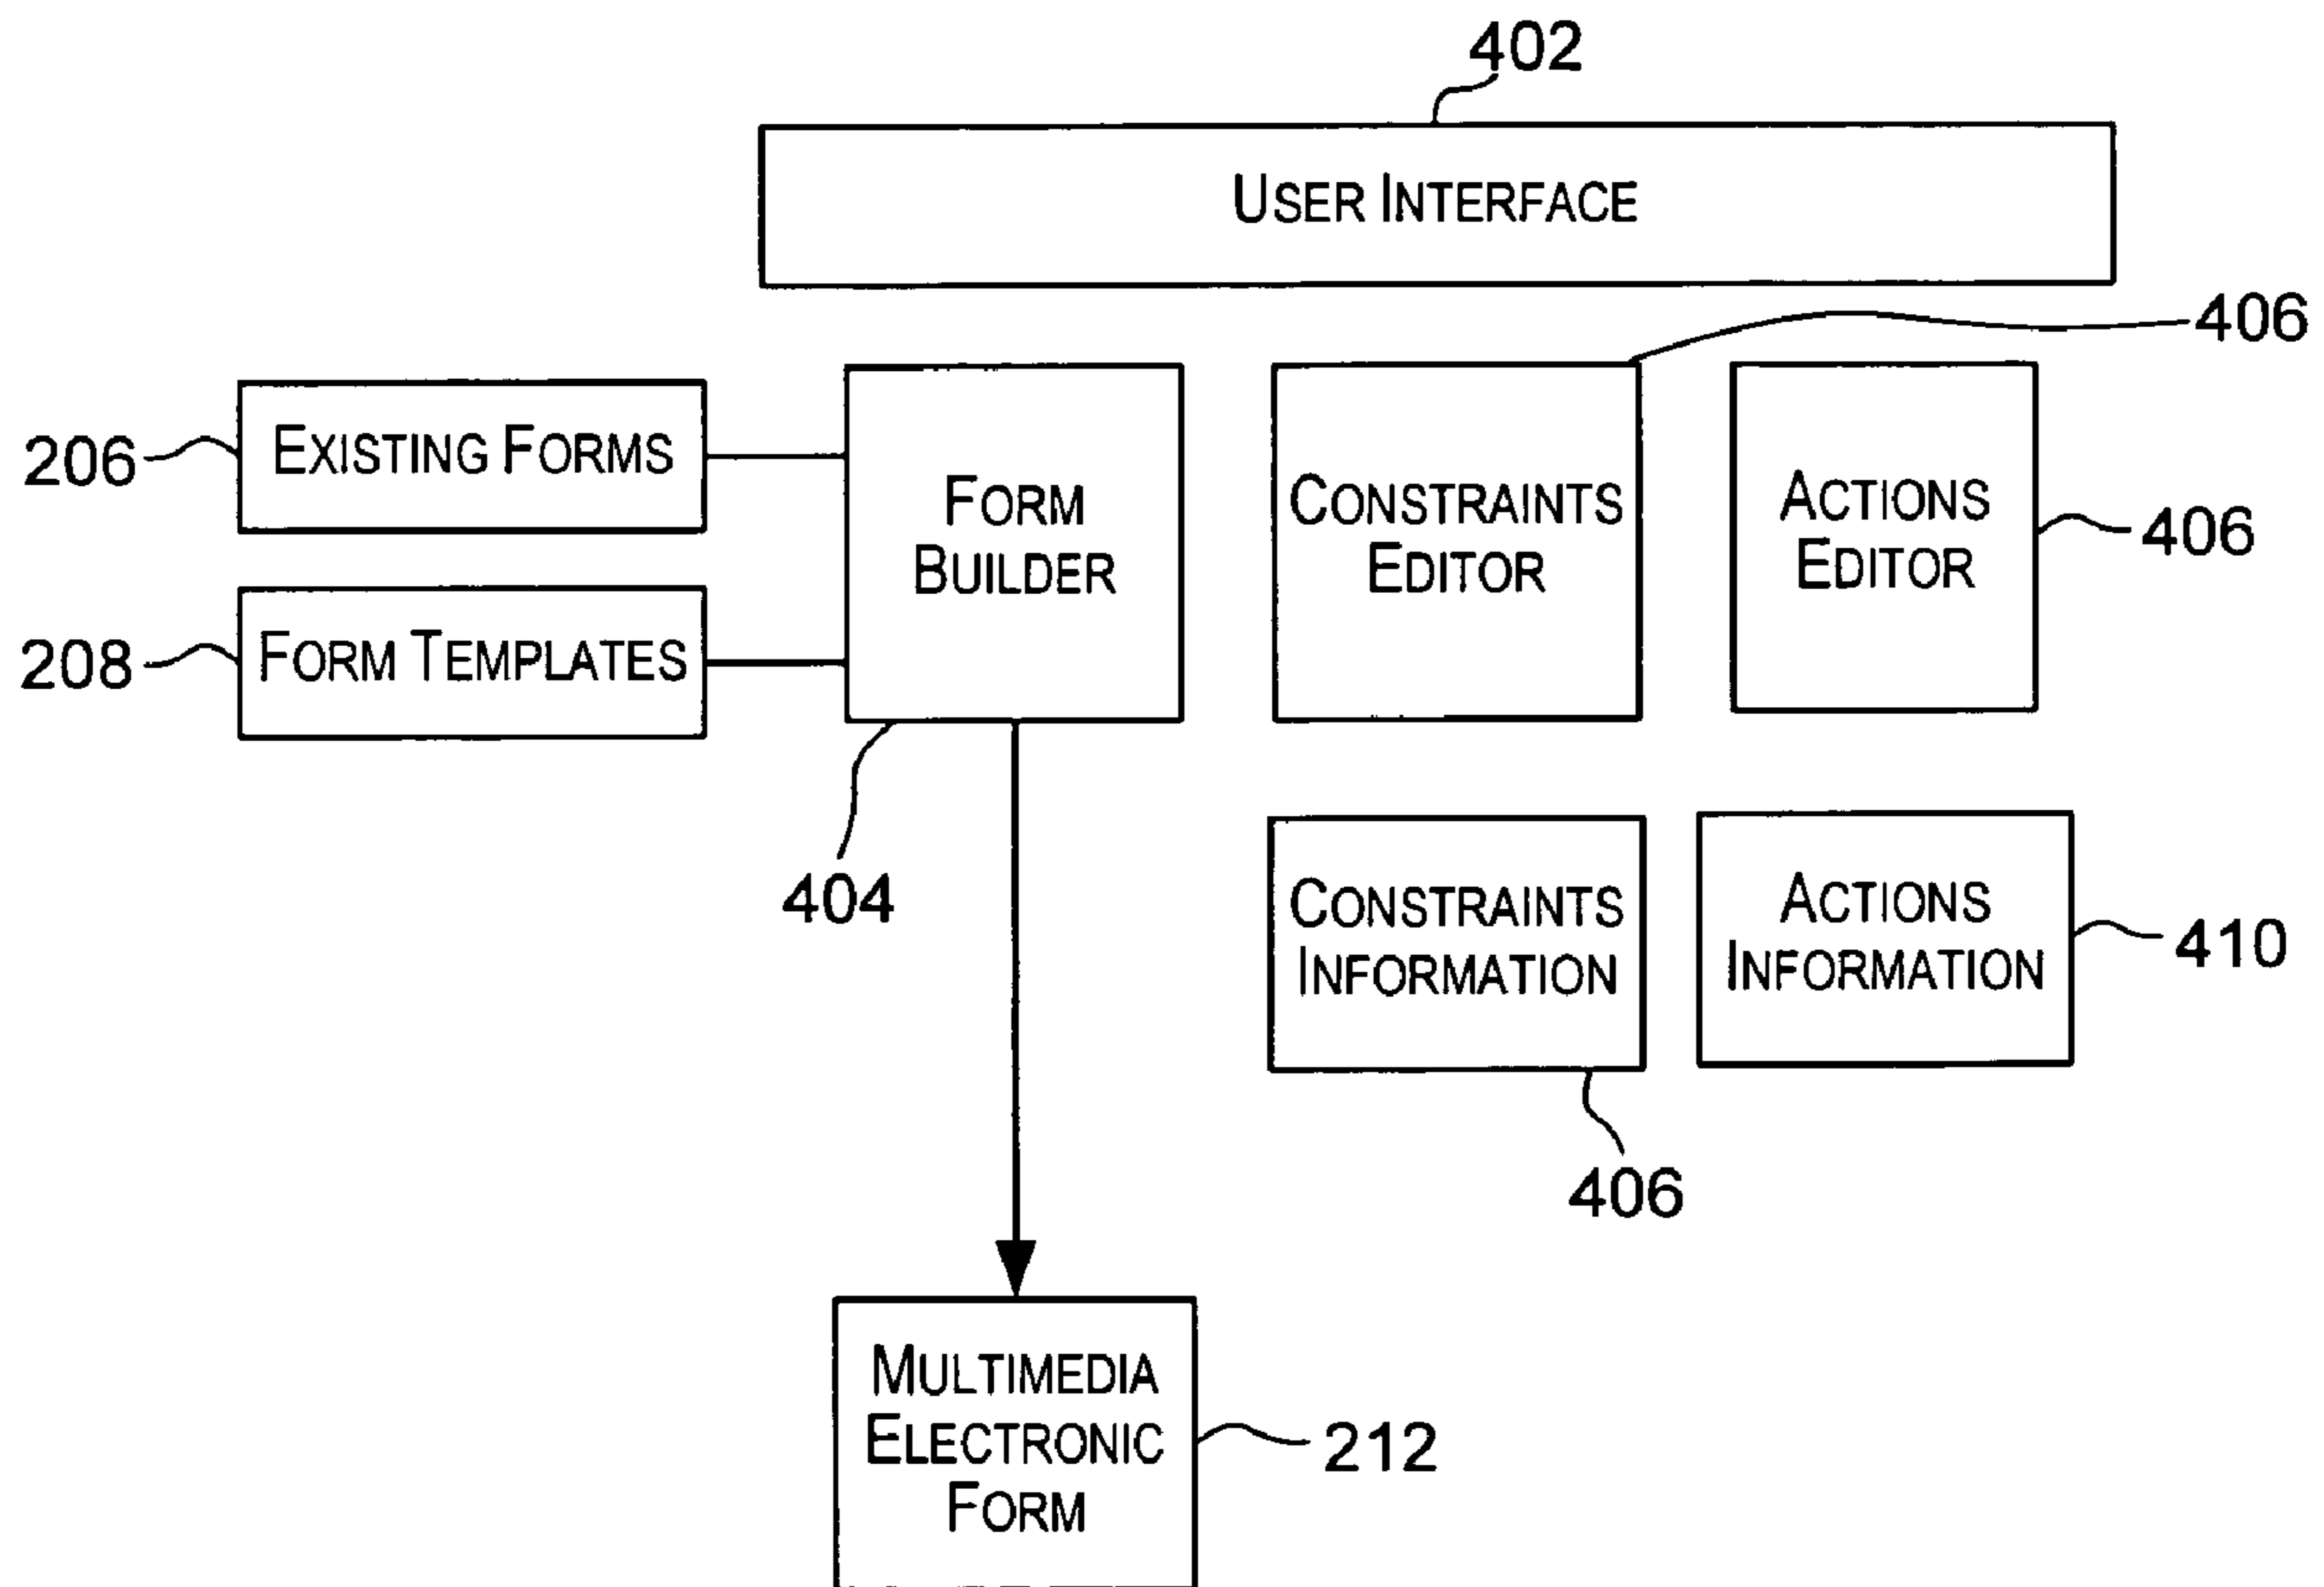 402
USER INTERFACE
406
206
EXISTING FORMS
FORM
BUILDER
CONSTRAINTS
EDITOR
ACTIONS
EDITOR
406
208
FORM TEMPLATES
404
CONSTRAINTS
INFORMATION
ACTIONS
INFORMATION
410
406
MULTIMEDIA
ELECTRONIC
FORM
212